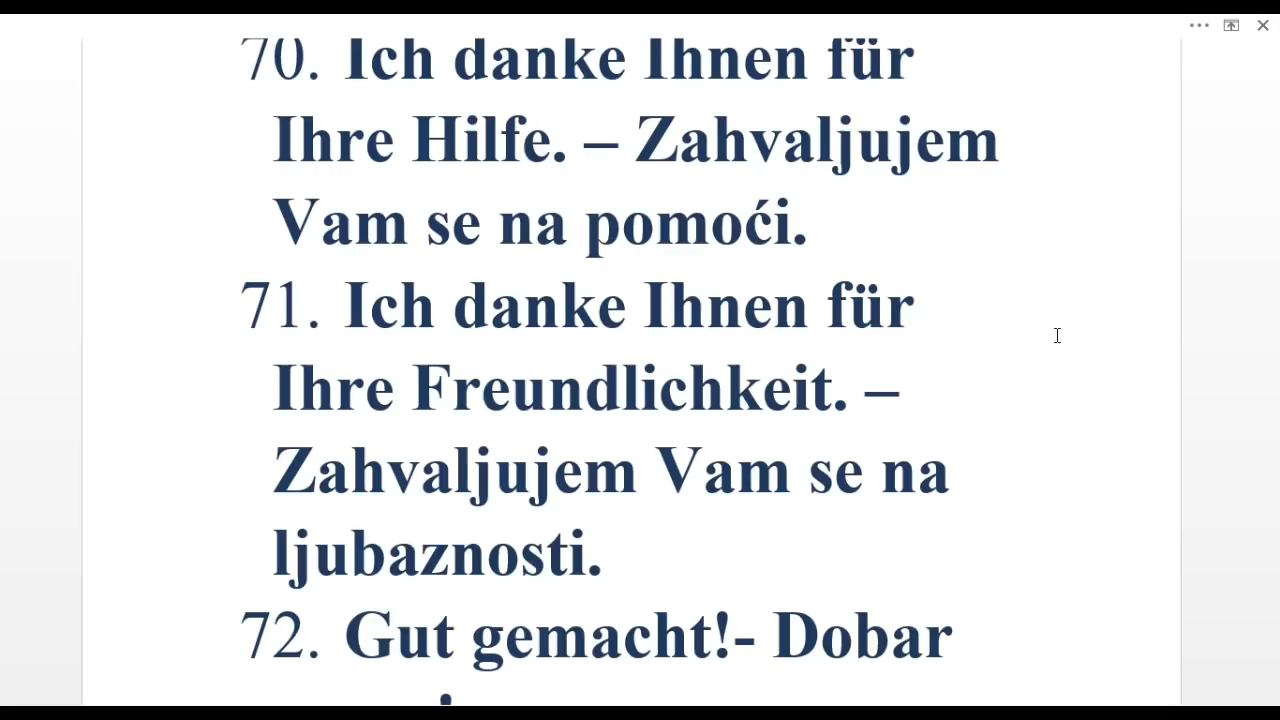 70. Ich danke Ihnen für
Ihre Hilfe. – Zahvaljujem
Vam se na pomoći.
71. Ich danke Ihnen für
Ihre Freundlichkeit. –
Zahvaljujem Vam se na
ljubaznosti.
72. Gut gemacht!- Dobar